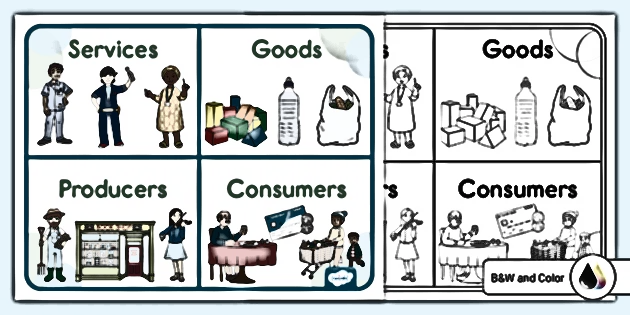 Services
Goods
Goods
Producers
Consumers
Consumers
B&W and Color